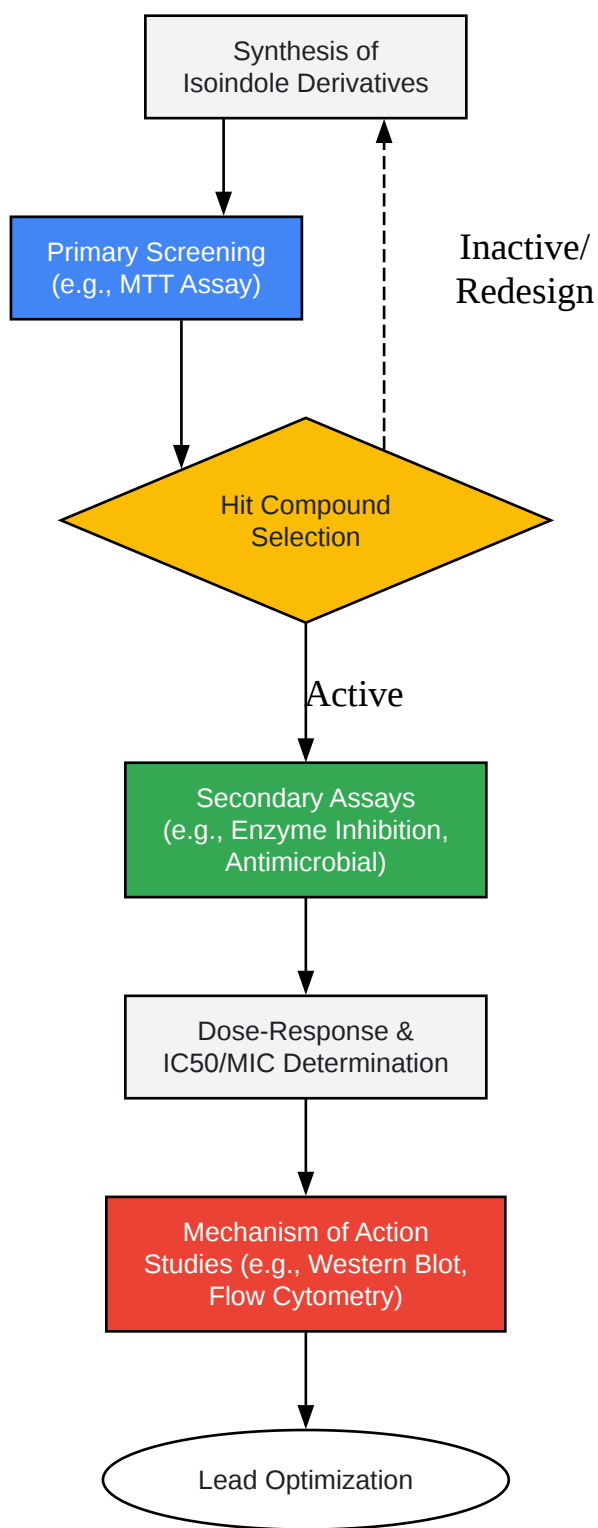 Synthesis of
Isoindole Derivatives
Primary Screening
(e.g., MTT Assay)
Inactive/
Redesign
Hit Compound
Selection
Active
Secondary Assays
(e.g., Enzyme Inhibition,
Antimicrobial)
Dose-Response &
IC50/MIC Determination
Mechanism of Action
Studies (e.g., Western Blot,
Flow Cytometry)
Lead Optimization